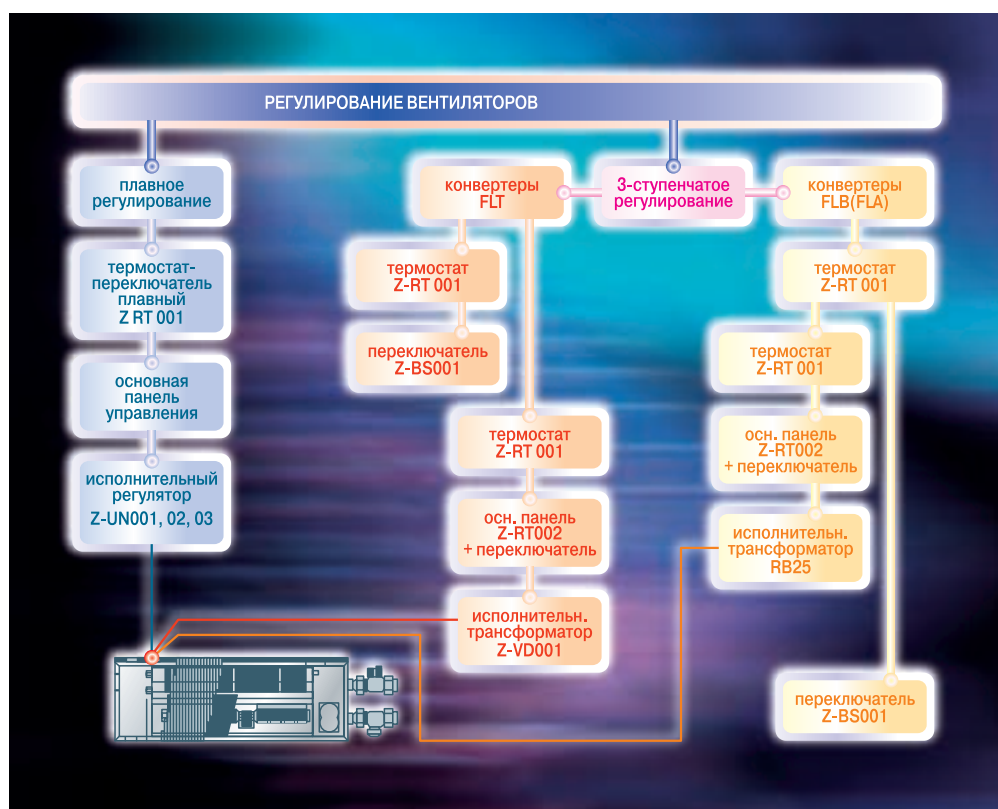 РЕГУЛИРОВАНИЕ ВЕНТИЛЯТОРОВ
плавное
регулирование
термостат-
переключатель
плавный
Z RT 001
основная
панель
управления
исполнительный
регулятор
Z-UN001, 02, 03
3-ступенчатое
регулирование
конвертеры
FLT
термостат
Z-RT 001
переключатель
Z-BS001
термостат
Z-RT 001
осн. панель
Z-RT002
+ переключатель
исполнительн.
трансформатор
Z-VD001
конвертеры
FLB(FLA)
термостат
Z-RT 001
термостат
Z-RT 001
осн. панель
Z-RT002
+ переключатель
исполнительн.
трансформатор
RB25
переключатель
Z-BS001